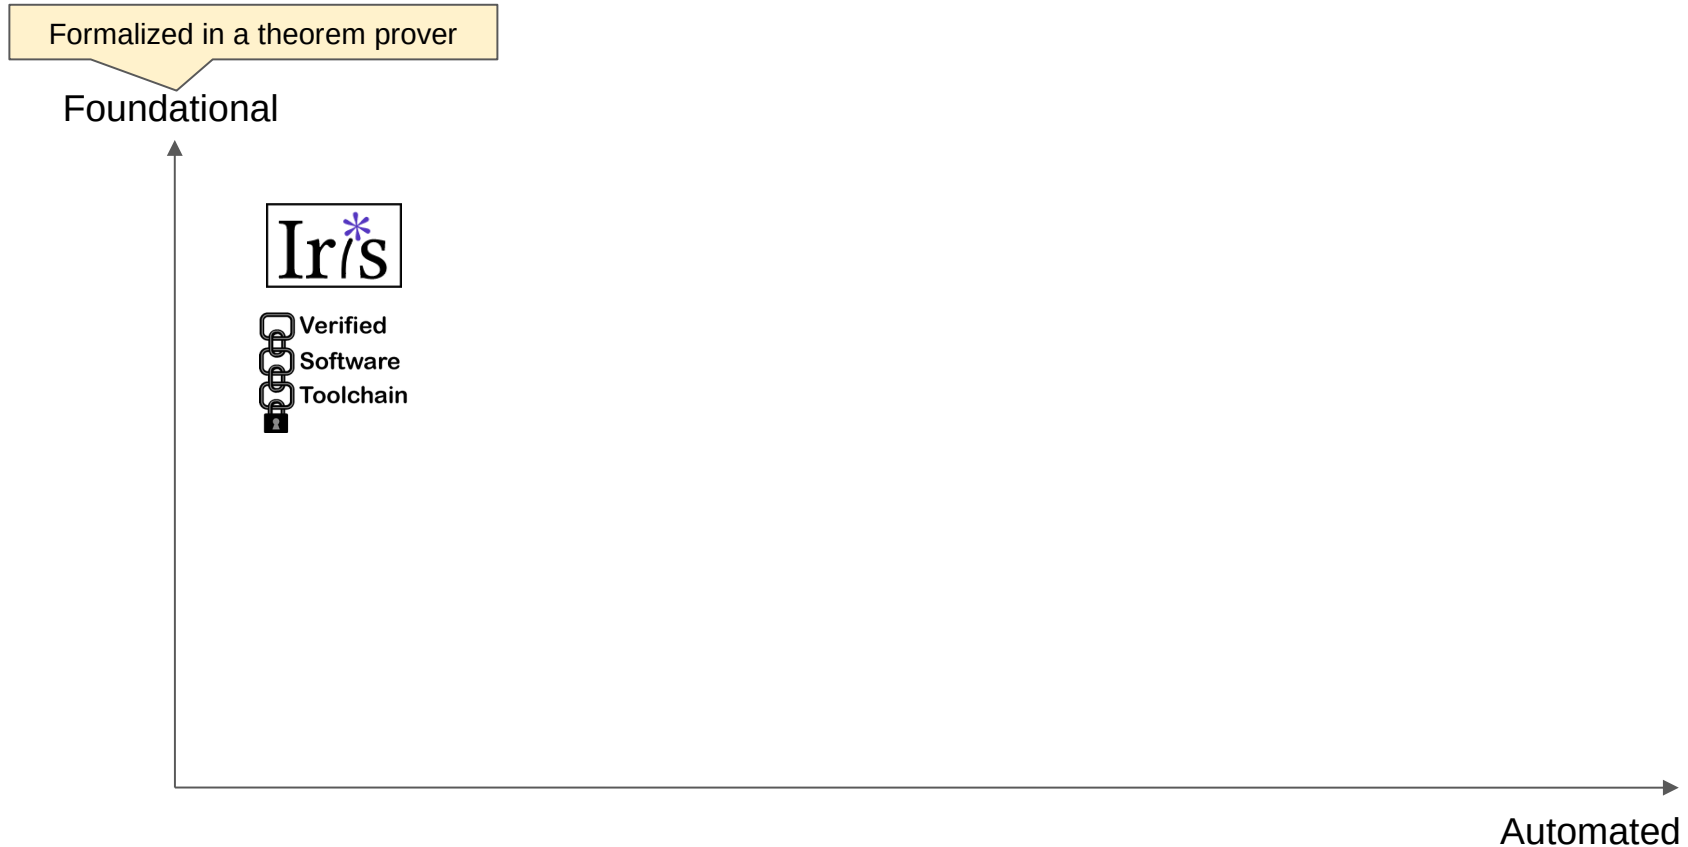 Formalized in a theorem prover
Foundational
Iris
Verified
Software
Toolchain
Automated